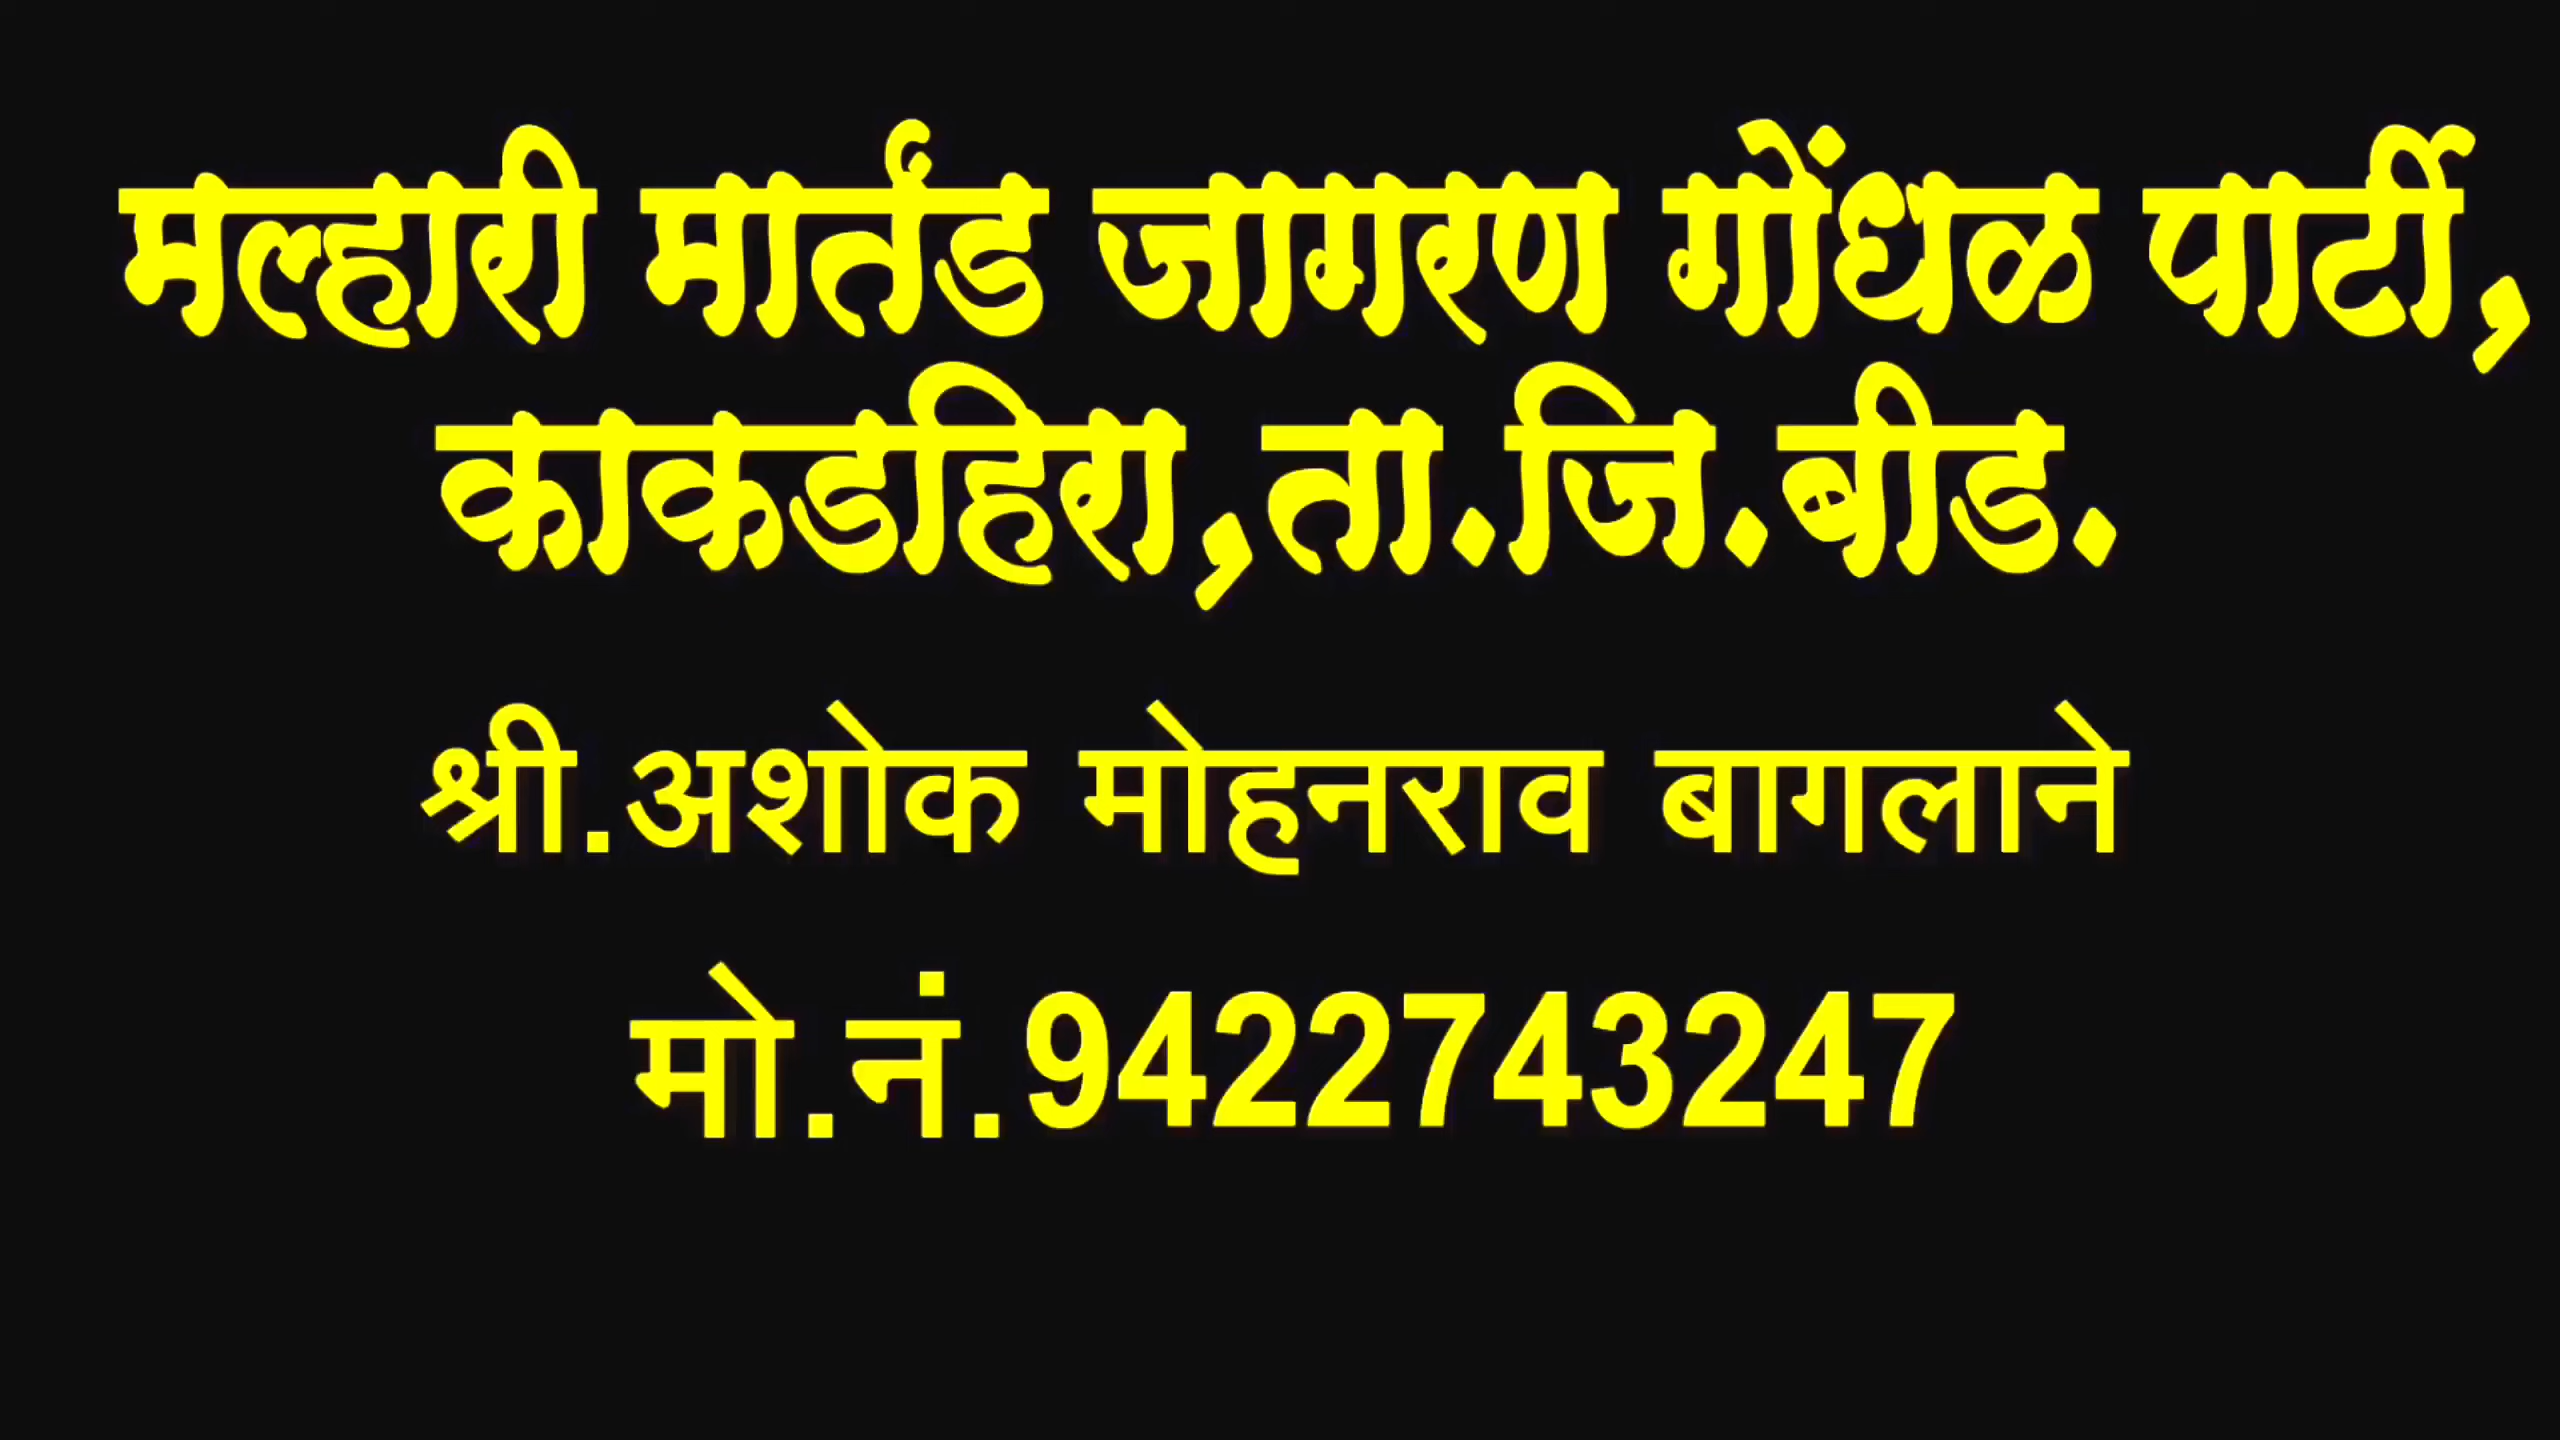 मल्हारी मार्तंड जागरण गोंधळ पार्टी,
काकडहिरा,ता.जि.बीड.
श्री.अशोक मोहनराव बागलाने
मो.नं.9422743247